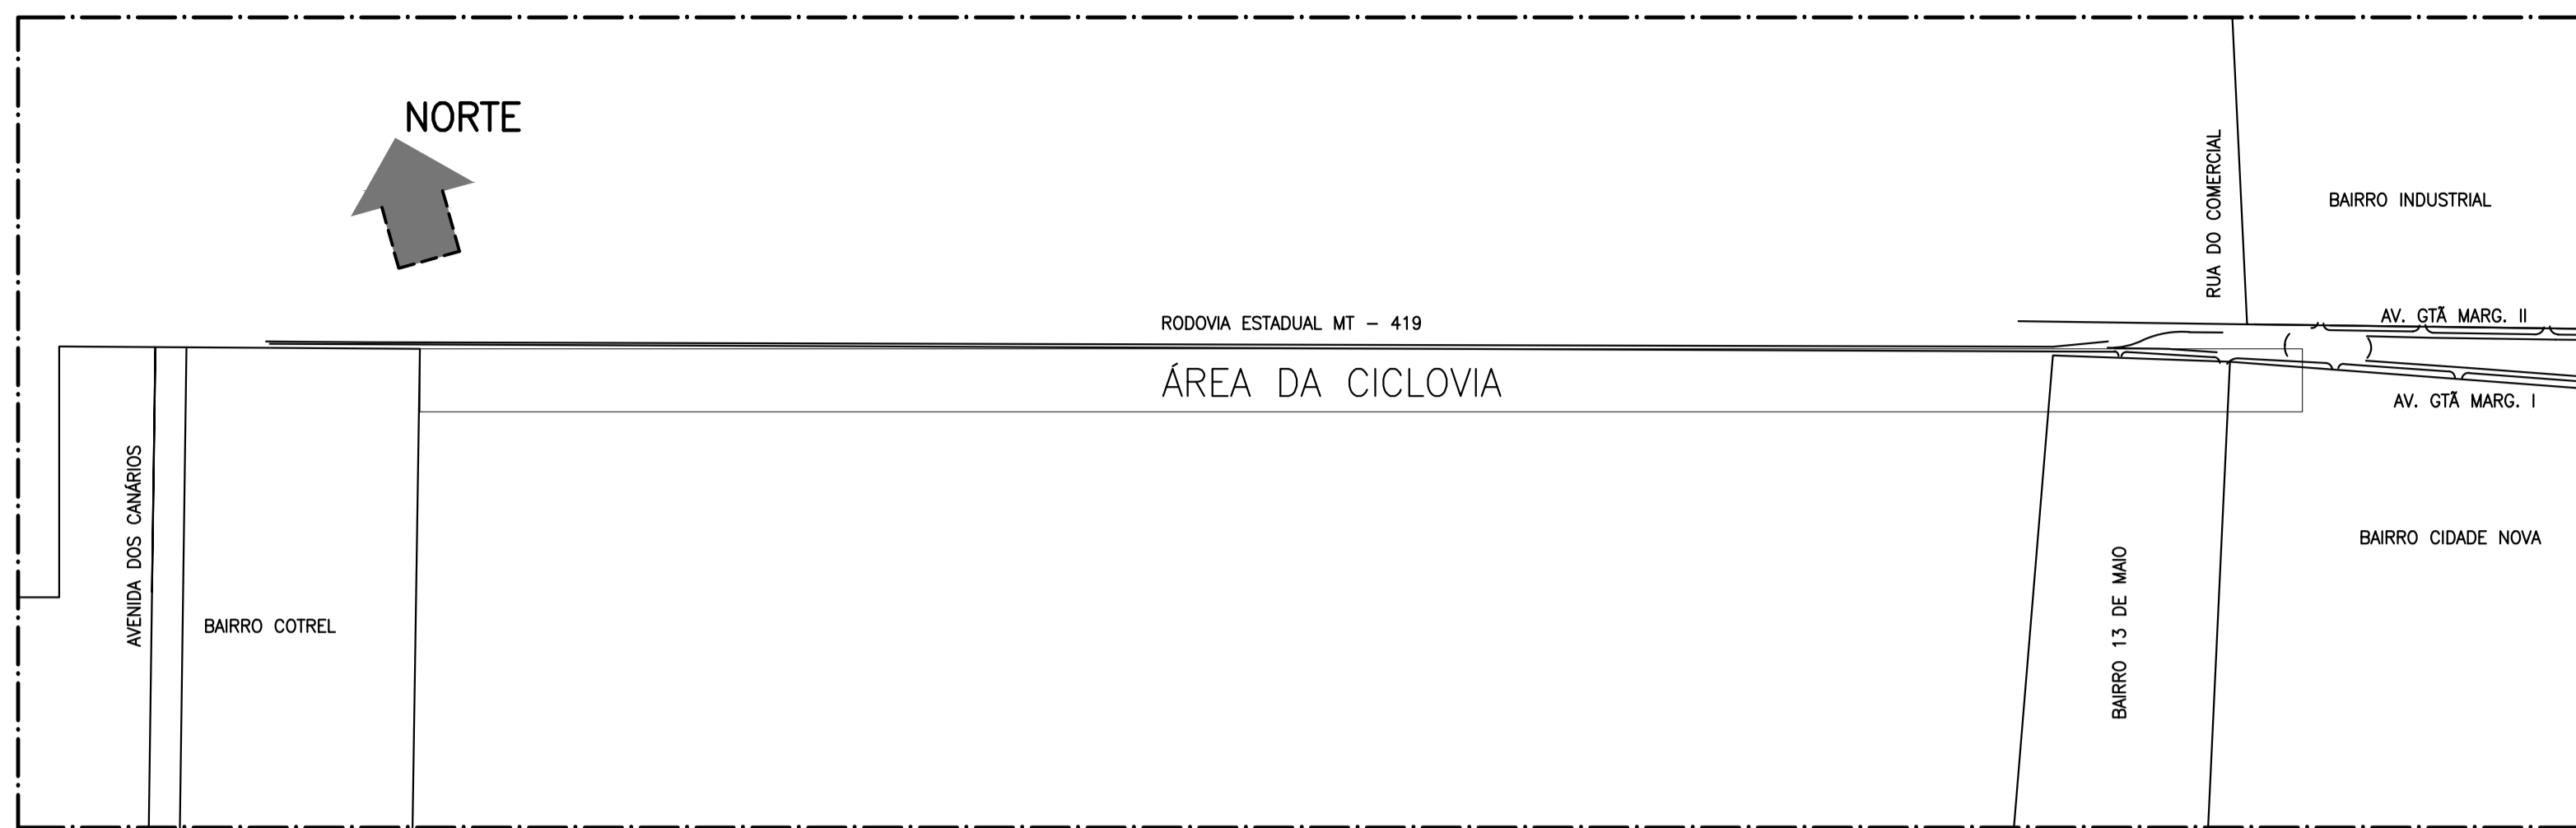 NORTE
RUA DO COMERCIAL
BAIRRO INDUSTRIAL
RODOVIA ESTADUAL MT - 419
AV. GTÃ MARG. II
ÁREA DA CICLOVIA
AV. GTÃ MARG. I
AVENIDA DOS CANÁRIOS
BAIRRO CIDADE NOVA
BAIRRO COTREL
BAIRRO 13 DE MAIO